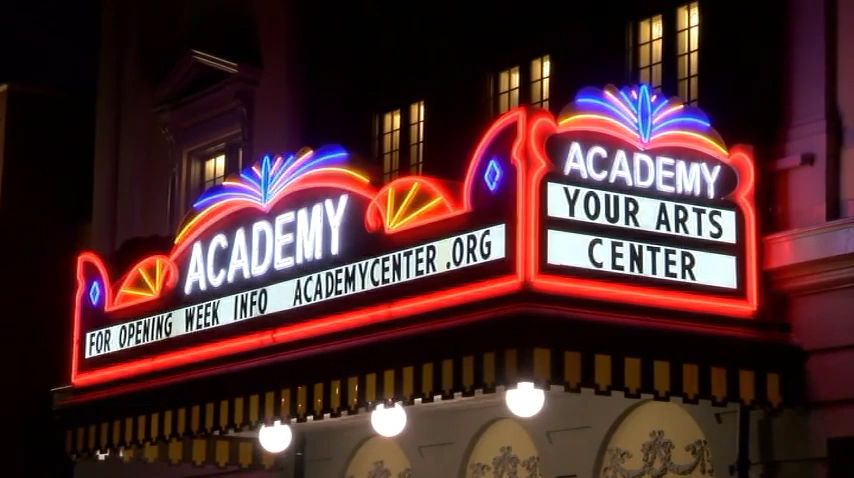 ACADEMY
FOR OPENING WEEK INFO ACADEMYCENTER.ORG
ACADEMY
YOUR ARTS
CENTER